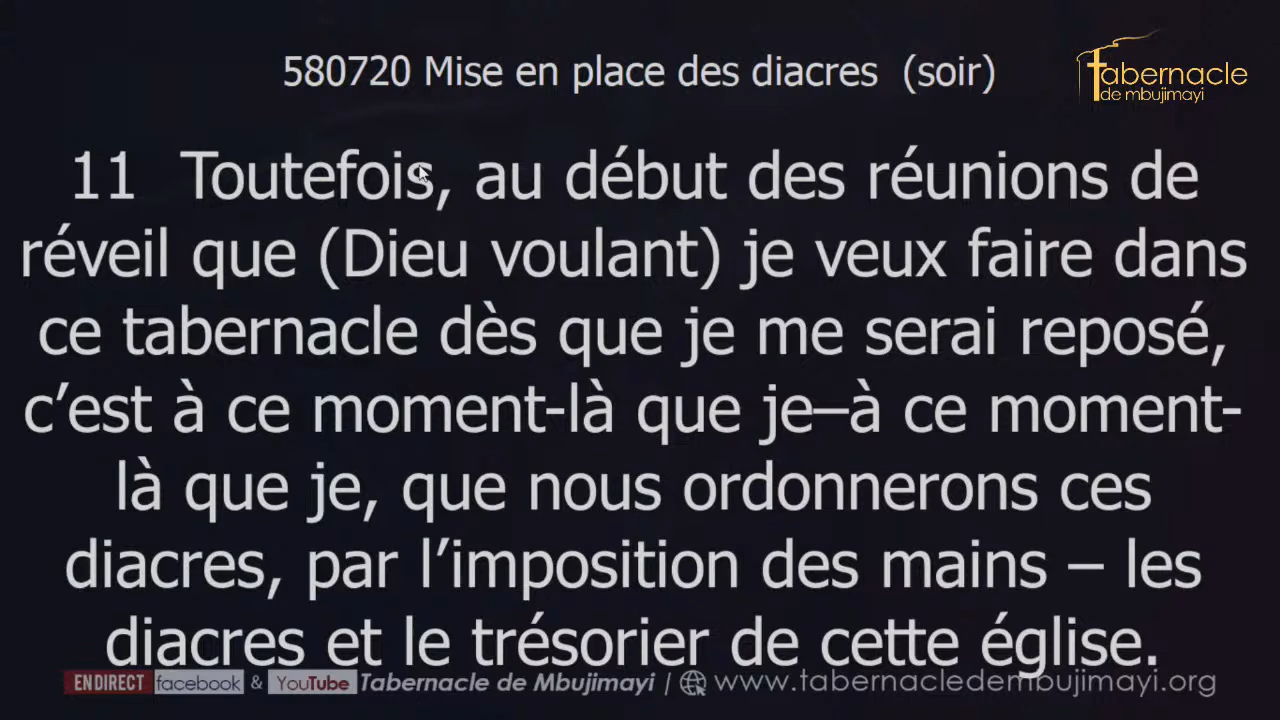 580720 Mise en place des diacres (soir)
tabernacle
de mbujimayi
11 Toutefois, au début des réunions de
réveil que (Dieu voulant) je veux faire dans
ce tabernacle dès que je me serai reposé,
c’est à ce moment-là que je–à ce moment-
là que je, que nous ordonnerons ces
diacres, par l’imposition des mains – les
diacres et le trésorier de cette église.
EN DIRECT facebook & YouTube Tabernacle de Mbujimayi | www.tabernacledembujimayi.org